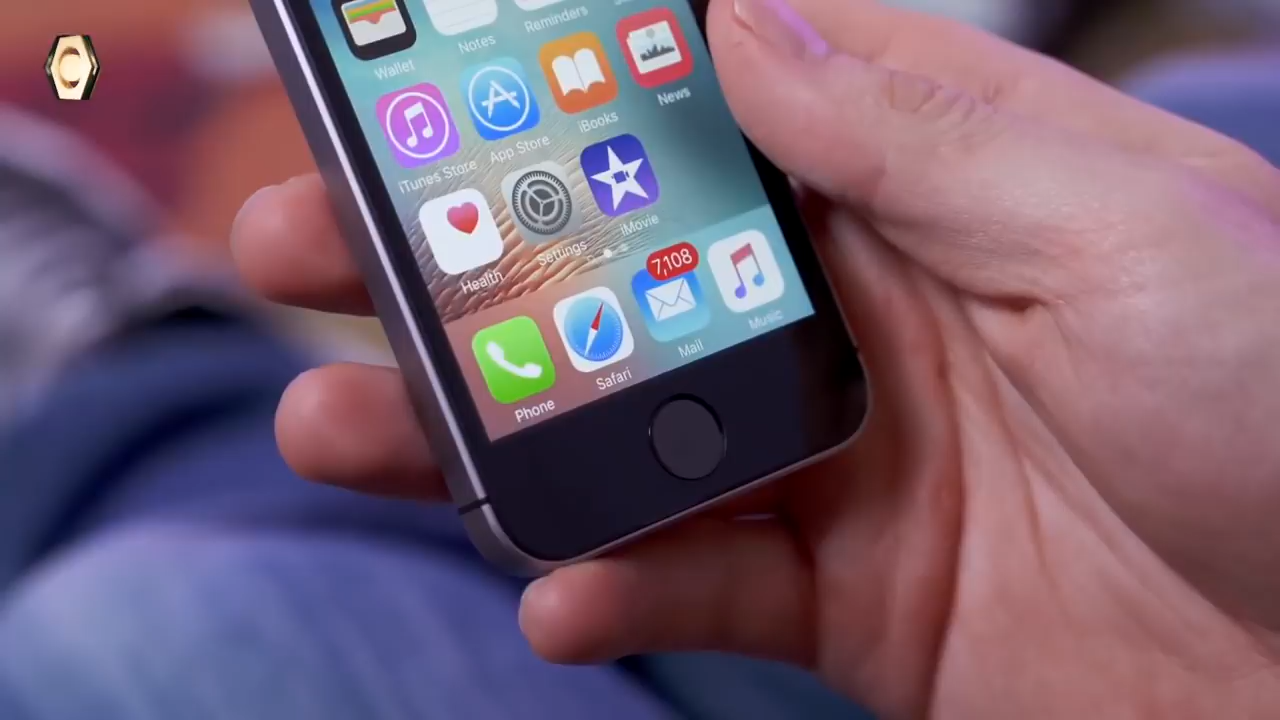 Wallet
Notes
Reminders
iTunes Store
App Store
iBooks
News
Health
Settings
iMovie
7,108
Phone
Safari
Mail
Music